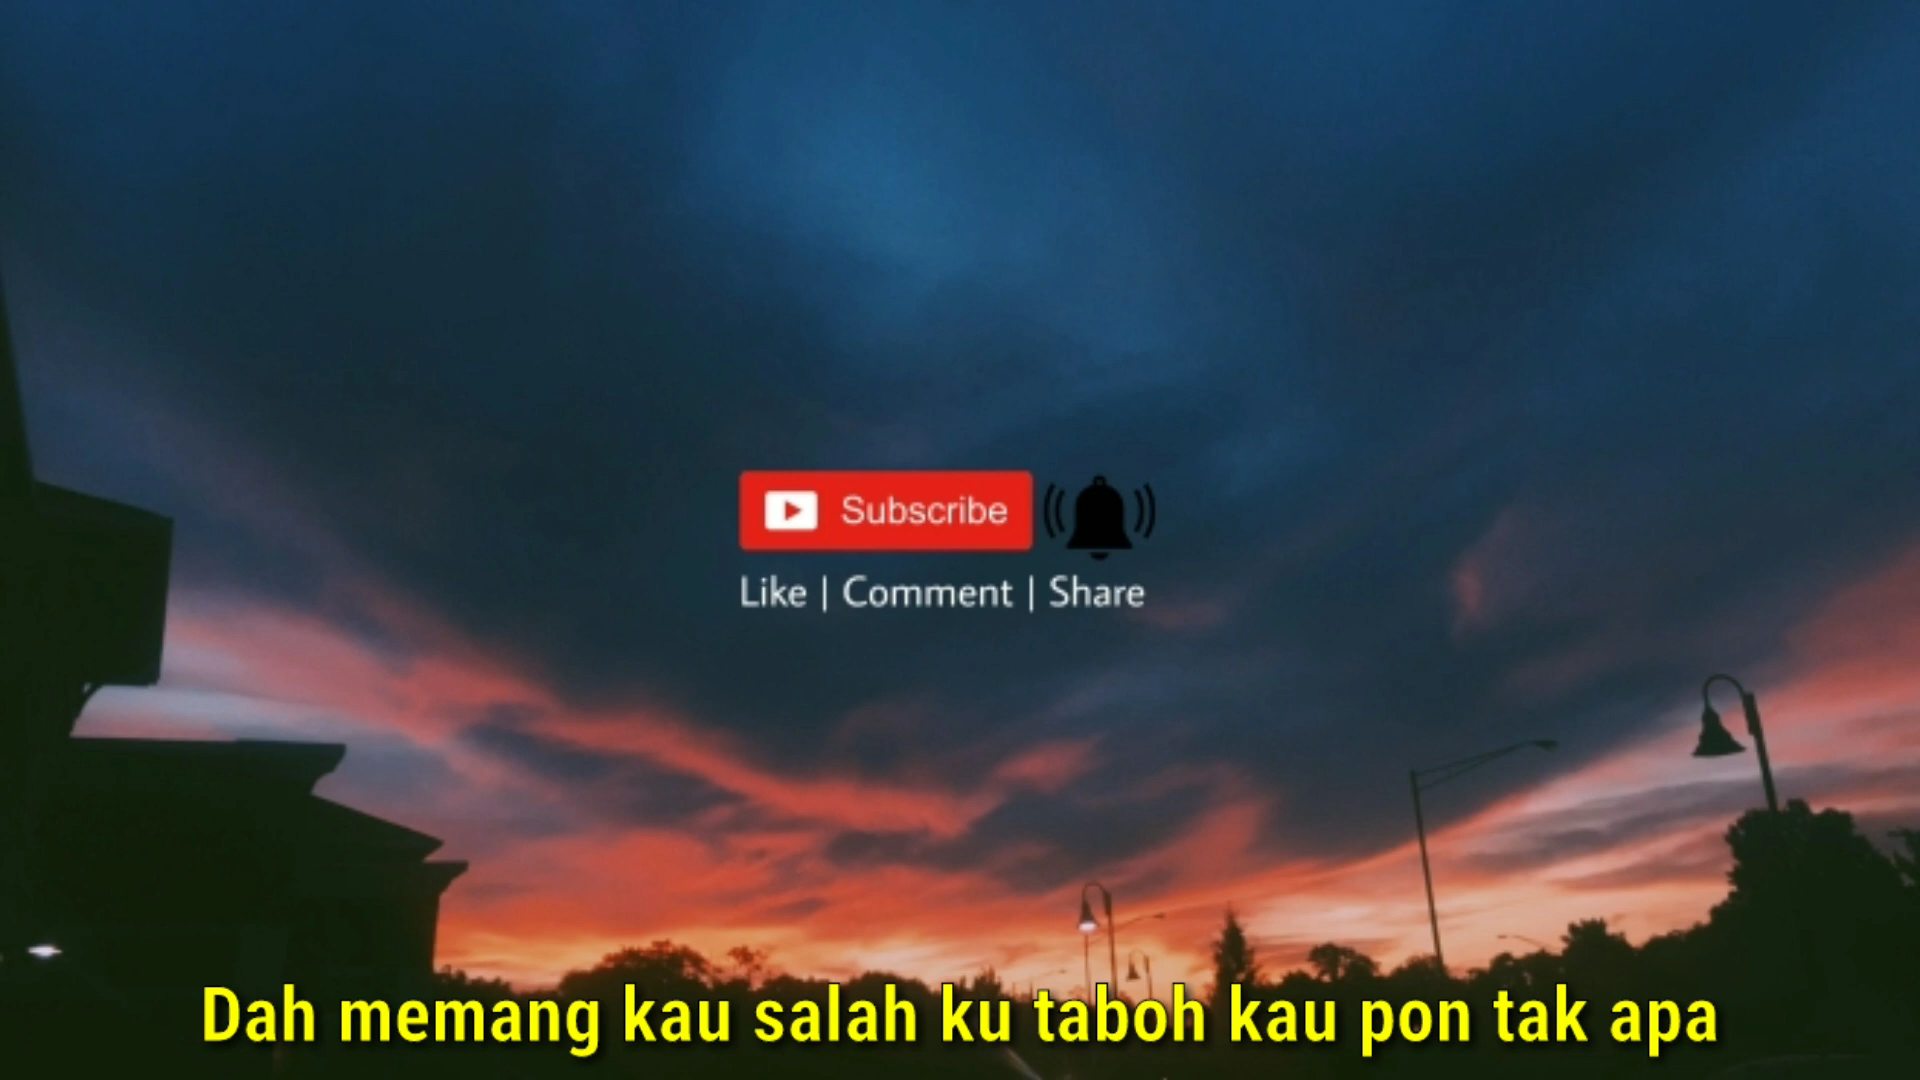 Subscribe
Like | Comment | Share
Dah memang kau salah ku taboh kau pon tak apa